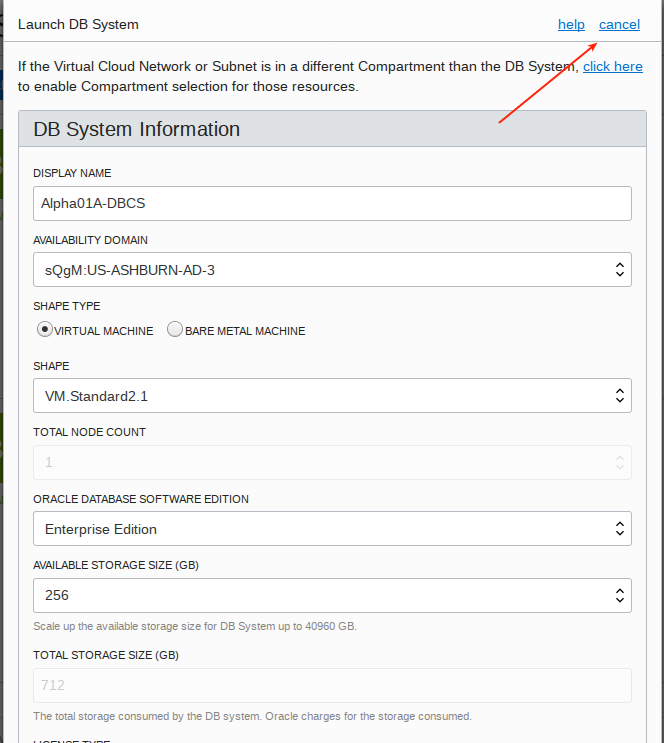 Launch DB System help cancel
If the Virtual Cloud Network or Subnet is in a different Compartment than the DB System, click here
to enable Compartment selection for those resources.
DB System Information
DISPLAY NAME
Alpha01A-DBCS
AVAILABILITY DOMAIN
sQgM:US-ASHBURN-AD-3
SHAPE TYPE
VIRTUAL MACHINE BARE METAL MACHINE
SHAPE
VM.Standard2.1
TOTAL NODE COUNT
1
ORACLE DATABASE SOFTWARE EDITION
Enterprise Edition
AVAILABLE STORAGE SIZE (GB)
256
Scale up the available storage size for DB System up to 40960 GB.
TOTAL STORAGE SIZE (GB)
712
The total storage consumed by the DB system. Oracle charges for the storage consumed.
LICENSE TYPE